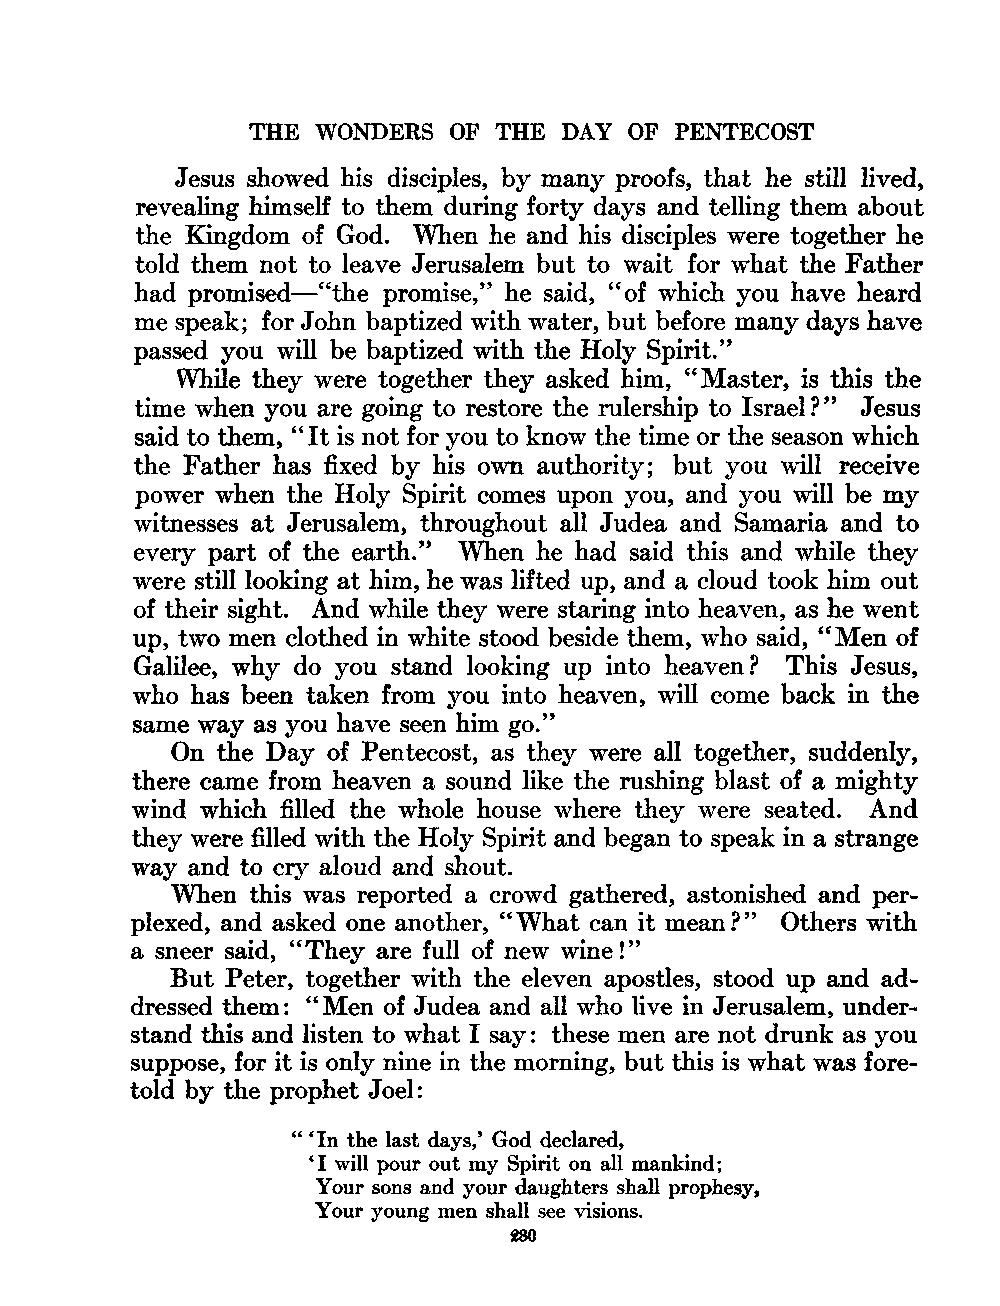 THE WONDERS OF THE DAY OF PENTECOST
Jesus showed his disciples, by many proofs, that he still lived,
revealing himself to them during forty days and telling them about
the Kingdom of God. When he and his disciples were together he
told them not to leave Jerusalem but to wait for what the Father
had promised—“the promise,” he said, “of which you have heard
me speak; for John baptized with water, but before many days have
passed you will be baptized with the Holy Spirit.”
While they were together they asked him, “Master, is this the
time when you are going to restore the rulership to Israel?” Jesus
said to them, “It is not for you to know the time or the season which
the Father has fixed by his own authority; but you will receive
power when the Holy Spirit comes upon you, and you will be my
witnesses at Jerusalem, throughout all Judea and Samaria and to
every part of the earth.” When he had said this and while they
were still looking at him, he was lifted up, and a cloud took him out
of their sight. And while they were staring into heaven, as he went
up, two men clothed in white stood beside them, who said, “Men of
Galilee, why do you stand looking up into heaven? This Jesus,
who has been taken from you into heaven, will come back in the
same way as you have seen him go.”
On the Day of Pentecost, as they were all together, suddenly,
there came from heaven a sound like the rushing blast of a mighty
wind which filled the whole house where they were seated. And
they were filled with the Holy Spirit and began to speak in a strange
way and to cry aloud and shout.
When this was reported a crowd gathered, astonished and per-
plexed, and asked one another, “What can it mean?” Others with
a sneer said, “They are full of new wine!”
But Peter, together with the eleven apostles, stood up and ad-
dressed them: “Men of Judea and all who live in Jerusalem, under-
stand this and listen to what I say: these men are not drunk as you
suppose, for it is only nine in the morning, but this is what was fore-
told by the prophet Joel:
“ ‘In the last days,’ God declared,
‘I will pour out my Spirit on all mankind;
Your sons and your daughters shall prophesy,
Your young men shall see visions.
230